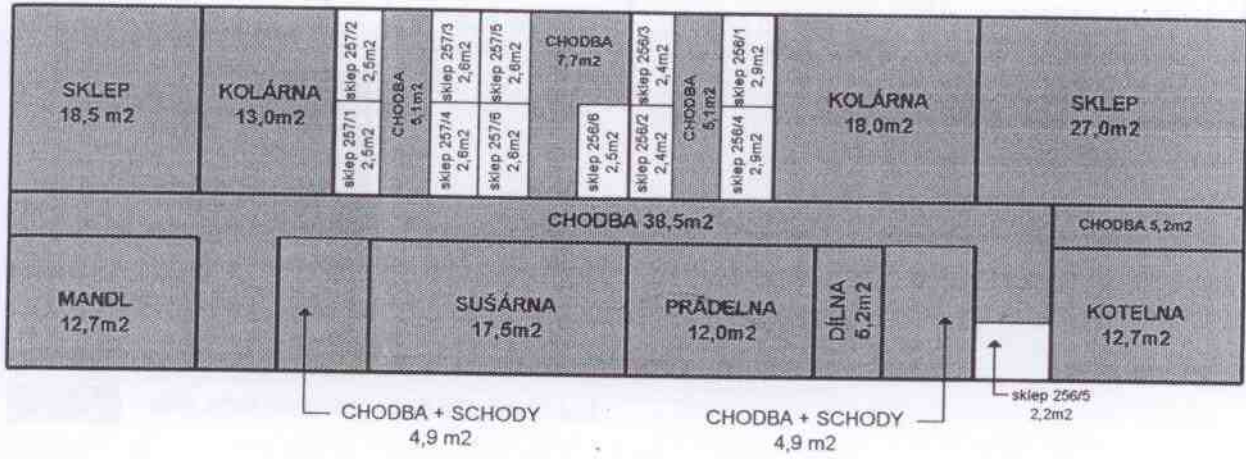 SKLEP
18,5 m2
KOLÁRNA
13,0m2
sklep 257/2
2,5m2
sklep 257/1
2,5m2
CHODBA
5,1m2
sklep 257/3
2,6m2
sklep 257/4
2,6m2
sklep 257/5
2,6m2
sklep 257/6
2,6m2
CHODBA
7,7m2
sklep 256/6
2,5m2
sklep 256/3
2,4m2
sklep 256/2
2,4m2
CHODBA
5,1m2
sklep 256/1
2,9m2
sklep 256/4
2,9m2
KOLÁRNA
18,0m2
SKLEP
27,0m2
CHODBA 38,5m2
CHODBA 5,2m2
MANDL
12,7m2
SUŠÁRNA
17,5m2
PRÁDELNA
12,0m2
DÍLNA
5,2m2
KOTELNA
12,7m2
CHODBA + SCHODY
4,9 m2
CHODBA + SCHODY
4,9 m2
sklep 256/5
2,2m2